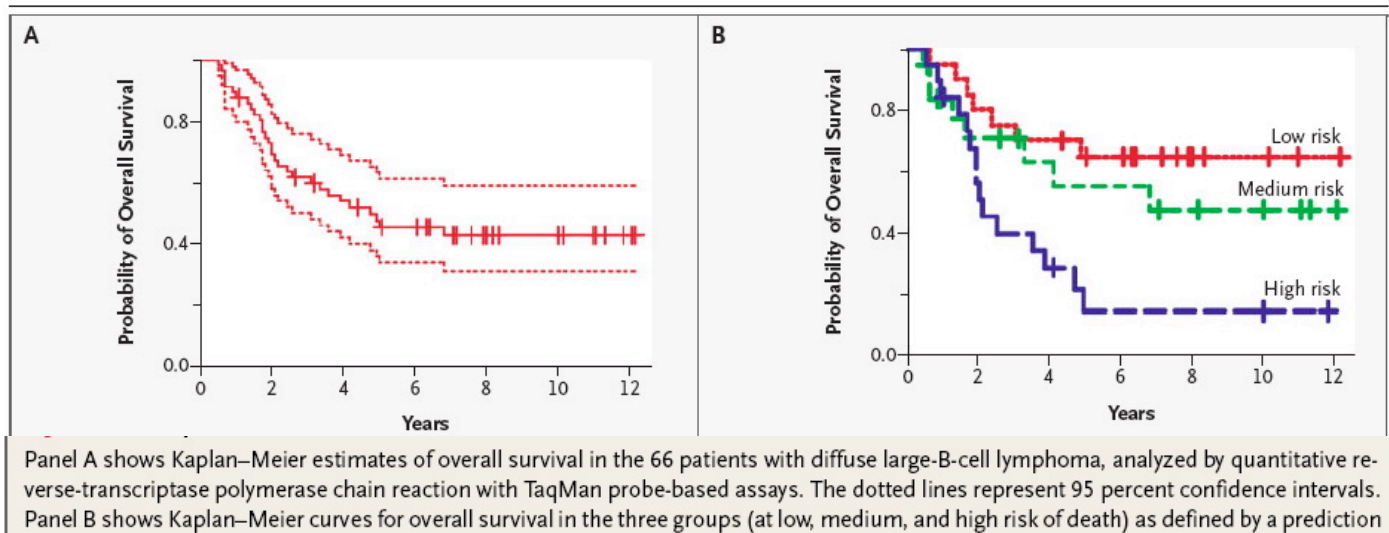 A
Probability of Overall Survival
0.8
0.4
0.0
0 2 4 6 8 10 12
Years
B
Probability of Overall Survival
0.8
0.4
0.0
Low risk
Medium risk
High risk
0 2 4 6 8 10 12
Years
Panel A shows Kaplan–Meier estimates of overall survival in the 66 patients with diffuse large-B-cell lymphoma, analyzed by quantitative re-
verse-transcriptase polymerase chain reaction with TaqMan probe-based assays. The dotted lines represent 95 percent confidence intervals.
Panel B shows Kaplan–Meier curves for overall survival in the three groups (at low, medium, and high risk of death) as defined by a prediction